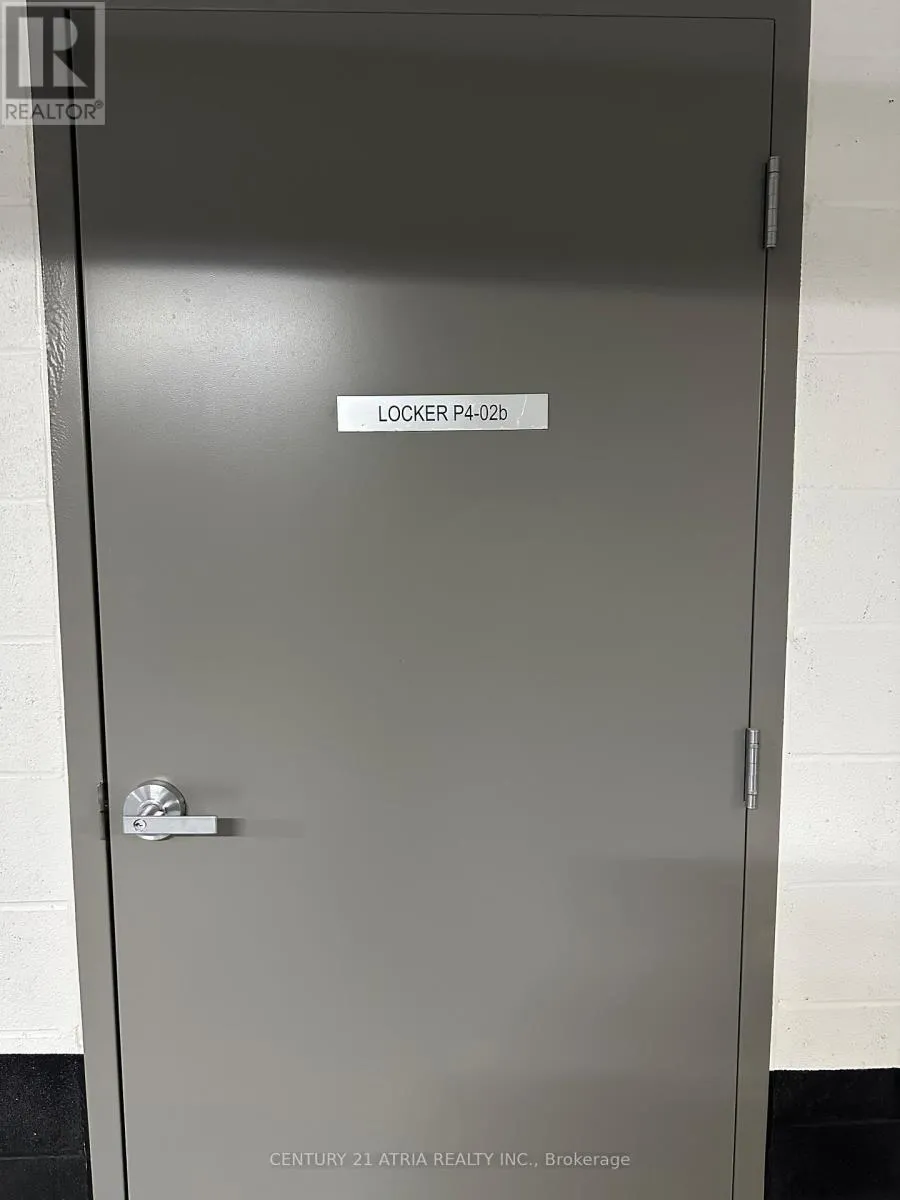 R
REALTOR®
LOCKER P4-02b
CENTURY 21 ATRIA REALTY INC., Brokerage